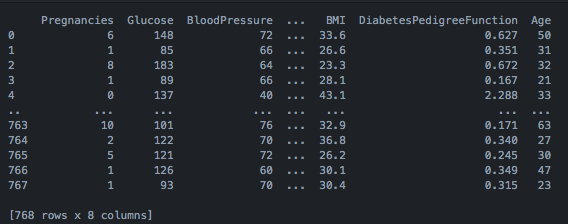 Pregnancies  Glucose  BloodPressure  ...   BMI  DiabetesPedigreeFunction  Age
0              6      148             72  ...  33.6                     0.627   50
1              1       85             66  ...  26.6                     0.351   31
2              8      183             64  ...  23.3                     0.672   32
3              1       89             66  ...  28.1                     0.167   21
4              0      137             40  ...  43.1                     2.288   33
..           ...      ...            ...  ...   ...                       ...  ...
763           10      101             76  ...  32.9                     0.171   63
764            2      122             70  ...  36.8                     0.340   27
765            5      121             72  ...  26.2                     0.245   30
766            1      126             60  ...  30.1                     0.349   47
767            1       93             70  ...  30.4                     0.315   23

[768 rows x 8 columns]